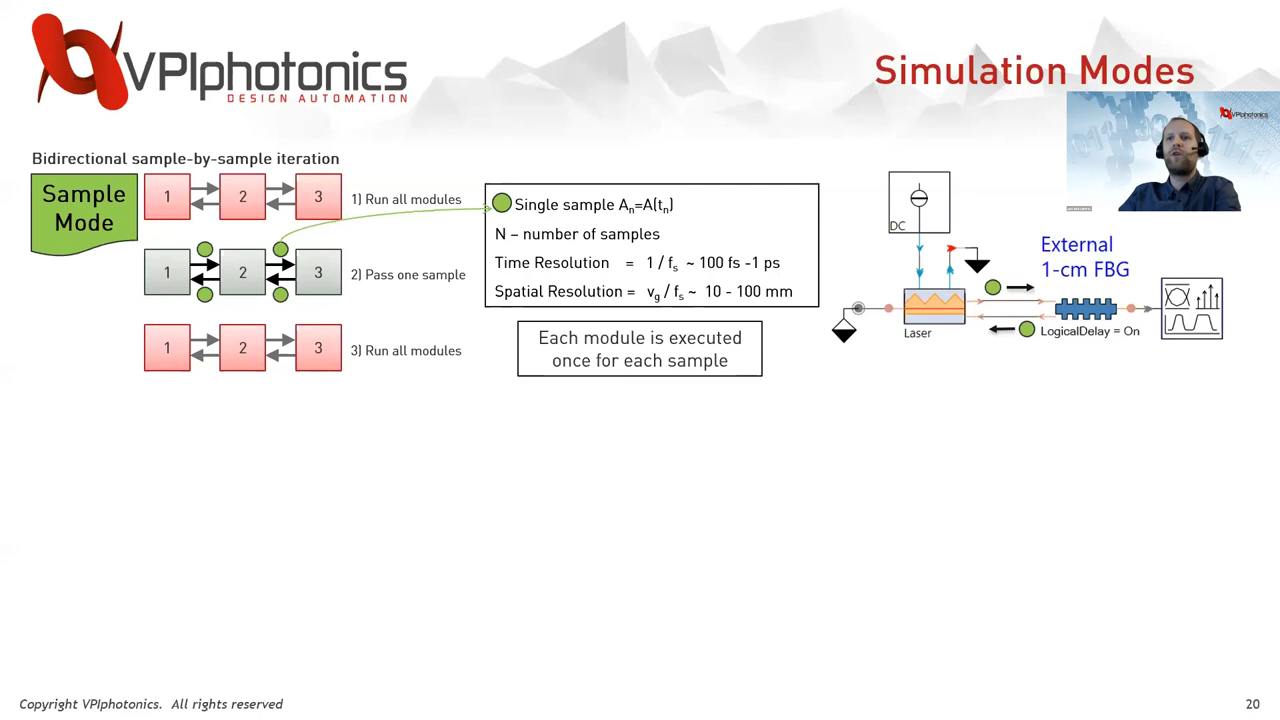 VPIphotonics
DESIGN AUTOMATION
Simulation Modes
VPIphotonics
Bidirectional sample-by-sample iteration
Sample
Mode
1 2 3
1) Run all modules
1 2 3
2) Pass one sample
1 2 3
3) Run all modules
Single sample An=A(tn)
N – number of samples
Time Resolution = 1 / fs ~ 100 fs -1 ps
Spatial Resolution = vg / fs ~ 10 - 100 mm
Each module is executed
once for each sample
DC
External
1-cm FBG
Laser
LogicalDelay = On
Copyright VPIphotonics. All rights reserved
20